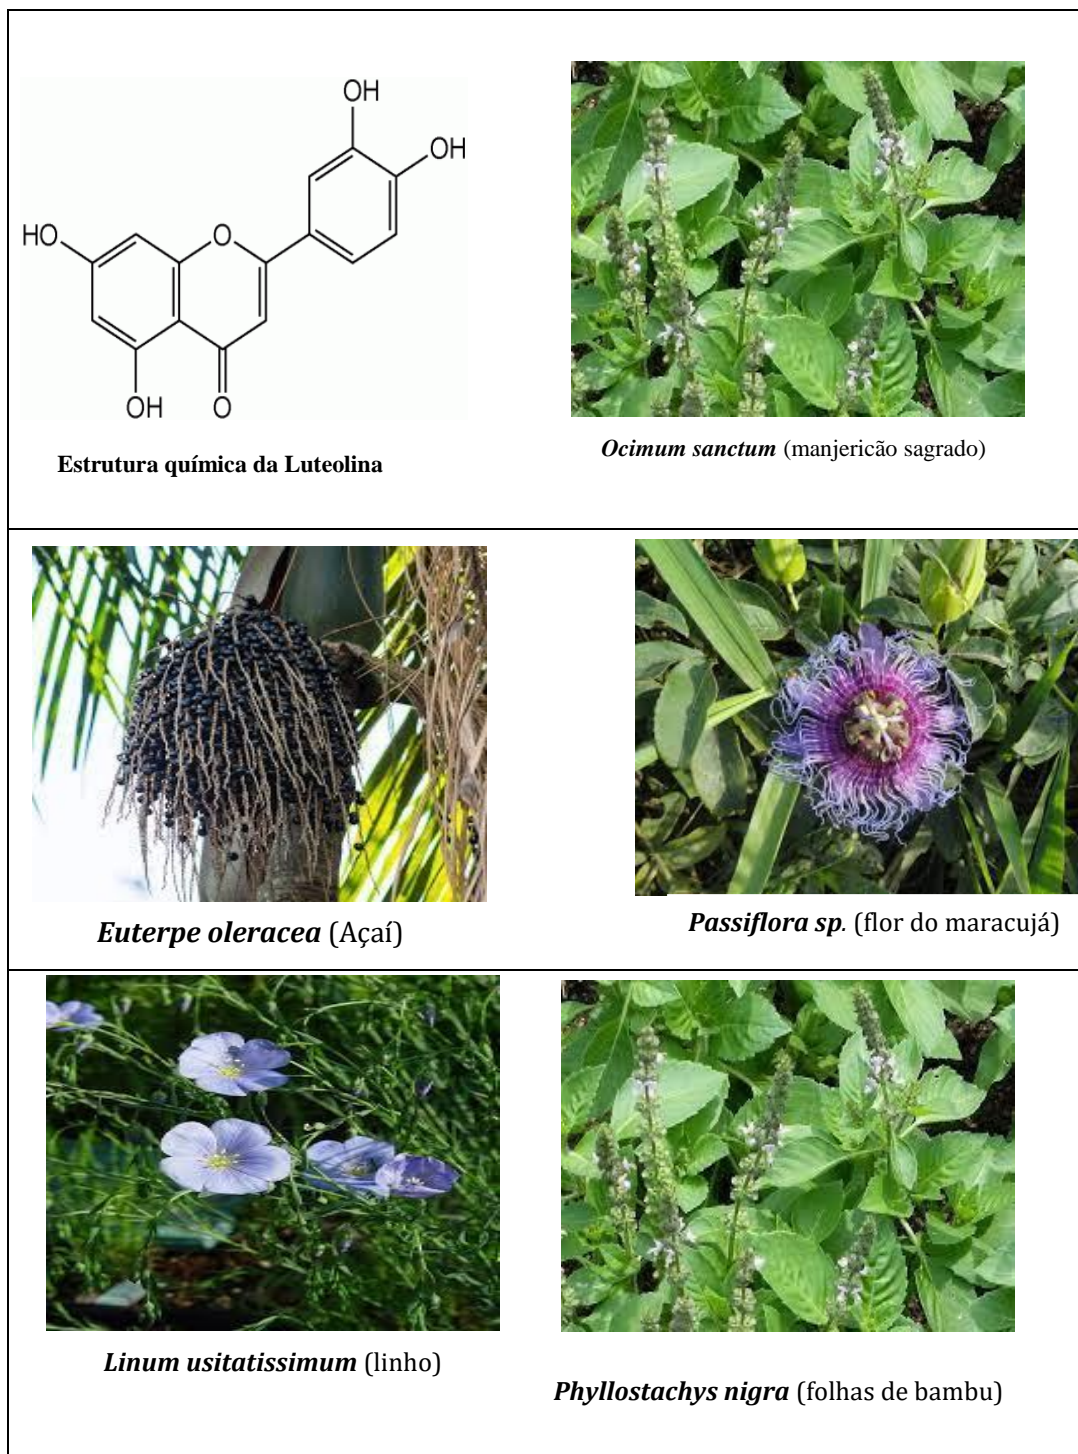 OH
OH
HO
O
OH
O
Estrutura química da Luteolina
Ocimum sanctum (manjericão sagrado)
Euterpe oleracea (Açaí)
Passiflora sp. (flor do maracujá)
Linum usitatissimum (linho)
Phyllostachys nigra (folhas de bambu)